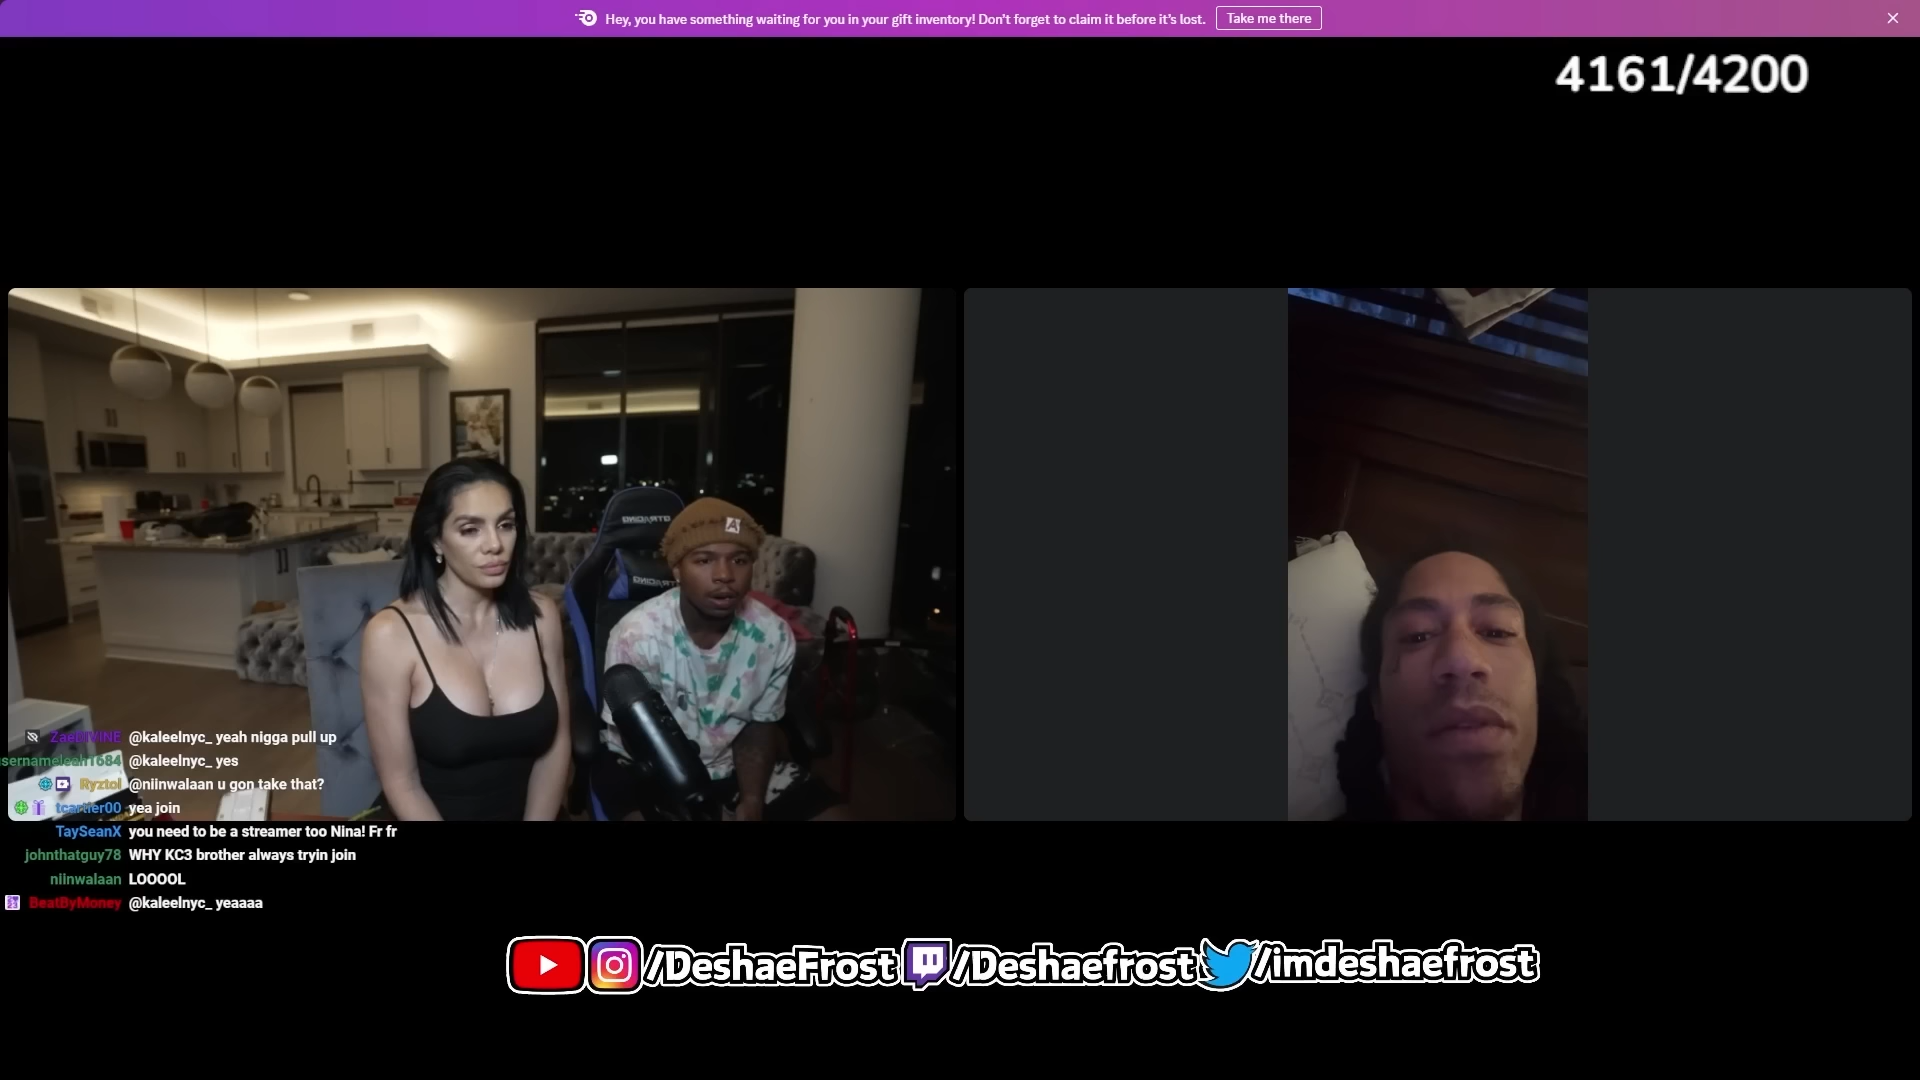 Hey, you have something waiting for you in your gift inventory! Don't forget to claim it before it's lost. Take me there
4161/4200
ZaeDIVINE @kaleelnyc_ yeah nigga pull up
sernameleah1684 @kaleelnyc_ yes
Ryztol @niinwalaan u gon take that?
tcartier00 yea join
TaySeanX you need to be a streamer too Nina! Fr fr
johnthatguy78 WHY KC3 brother always tryin join
niinwalaan LOOOOL
BeatByMoney @kaleelnyc_ yeaaaa
/DeshaeFrost /Deshaefrost /imdeshaefrost